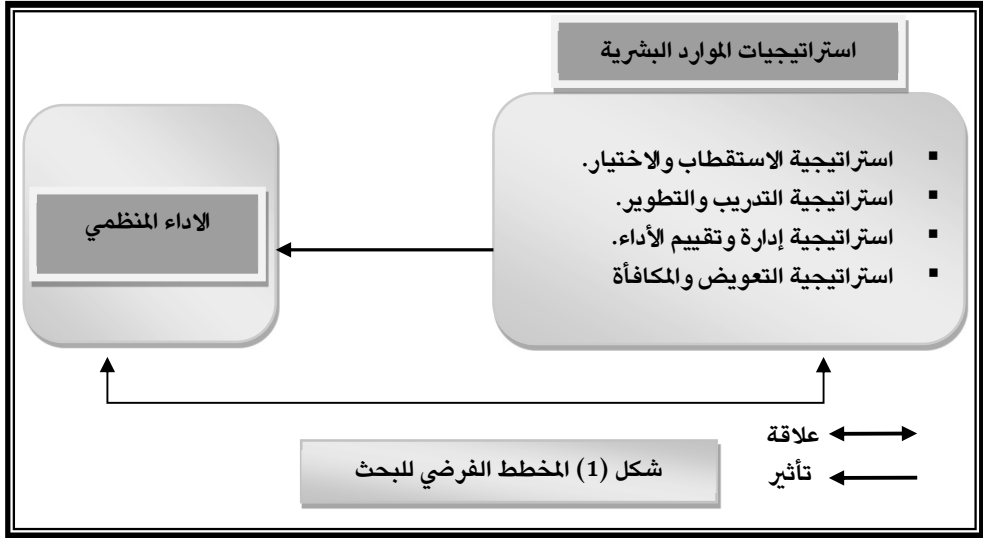 استراتيجيات الموارد البشرية
استراتيجية الاستقطاب والاختيار.
استراتيجية التدريب والتطوير.
استراتيجية إدارة وتقييم الأداء.
استراتيجية التعويض والمكافأة
الاداء المنظمي
علاقة
تأثير
شكل (1) المخطط الفرضي للبحث